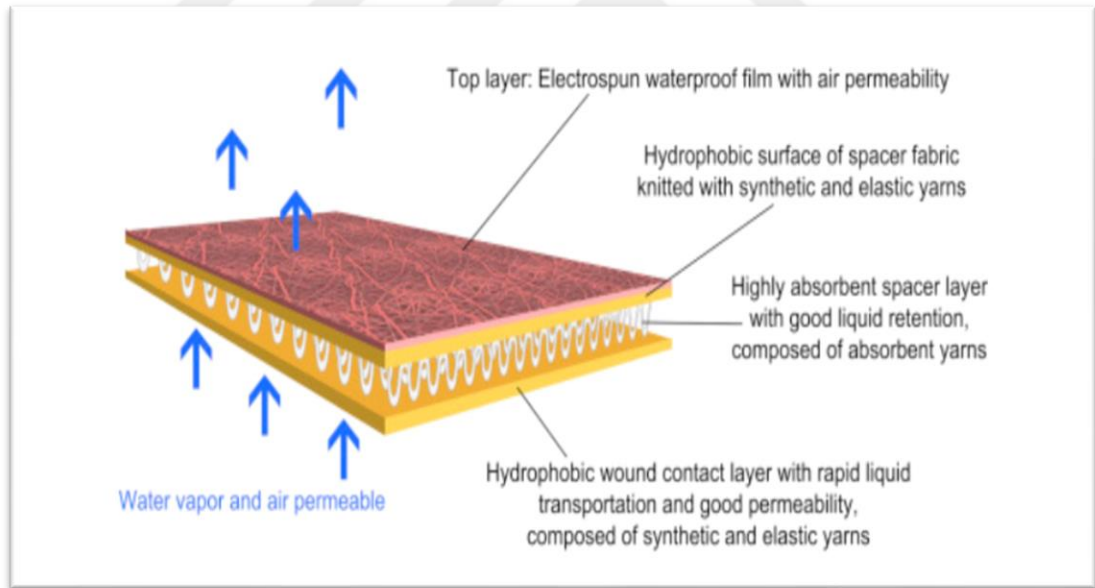 Top layer: Electrospun waterproof film with air permeability
Hydrophobic surface of spacer fabric
knitted with synthetic and elastic yarns
Highly absorbent spacer layer
with good liquid retention,
composed of absorbent yarns
Hydrophobic wound contact layer with rapid liquid
transportation and good permeability,
composed of synthetic and elastic yarns
Water vapor and air permeable